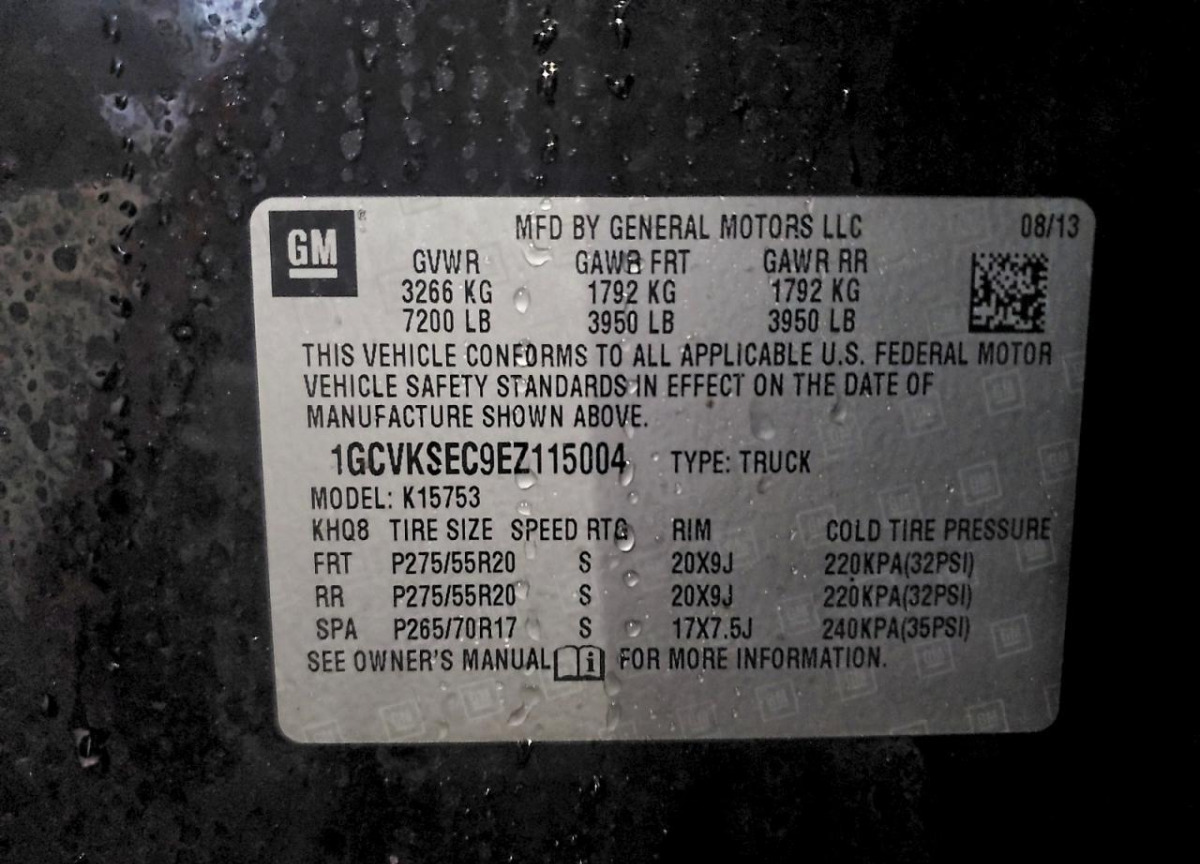 GM ® MFD BY GENERAL MOTORS LLC 08/13
GVWR GAWR FRT GAWR RR
3266 KG 1792 KG 1792 KG
7200 LB 3950 LB 3950 LB
THIS VEHICLE CONFORMS TO ALL APPLICABLE U.S. FEDERAL MOTOR
VEHICLE SAFETY STANDARDS IN EFFECT ON THE DATE OF
MANUFACTURE SHOWN ABOVE.
1GCVKSEC9EZ115004 TYPE: TRUCK
MODEL: K15753
KHQ8 TIRE SIZE SPEED RTG RIM COLD TIRE PRESSURE
FRT P275/55R20 S 20X9J 220KPA(32PSI)
RR P275/55R20 S 20X9J 220KPA(32PSI)
SPA P265/70R17 S 17X7.5J 240KPA(35PSI)
SEE OWNER'S MANUAL i FOR MORE INFORMATION.